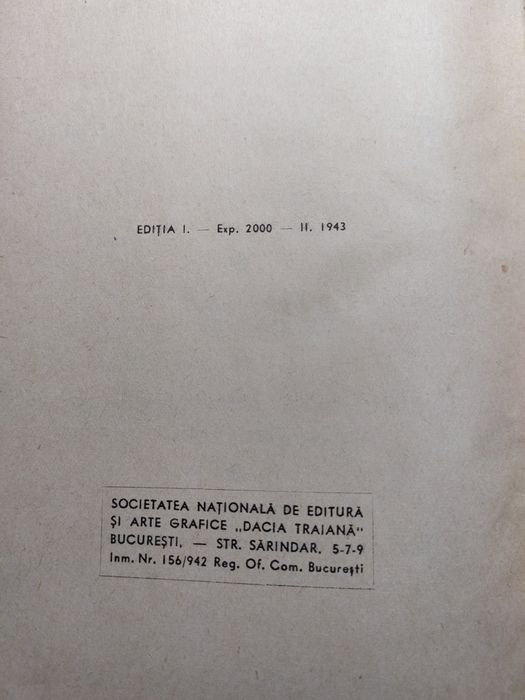 EDIȚIA I. — Exp. 2000 — II. 1943
SOCIETATEA NAȚIONALĂ DE EDITURĂ
ȘI ARTE GRAFICE „DACIA TRAIANĂ"
BUCUREȘTI, — STR. SĂRINDAR. 5-7-9
Inm. Nr. 156/942 Reg. Of. Com. București